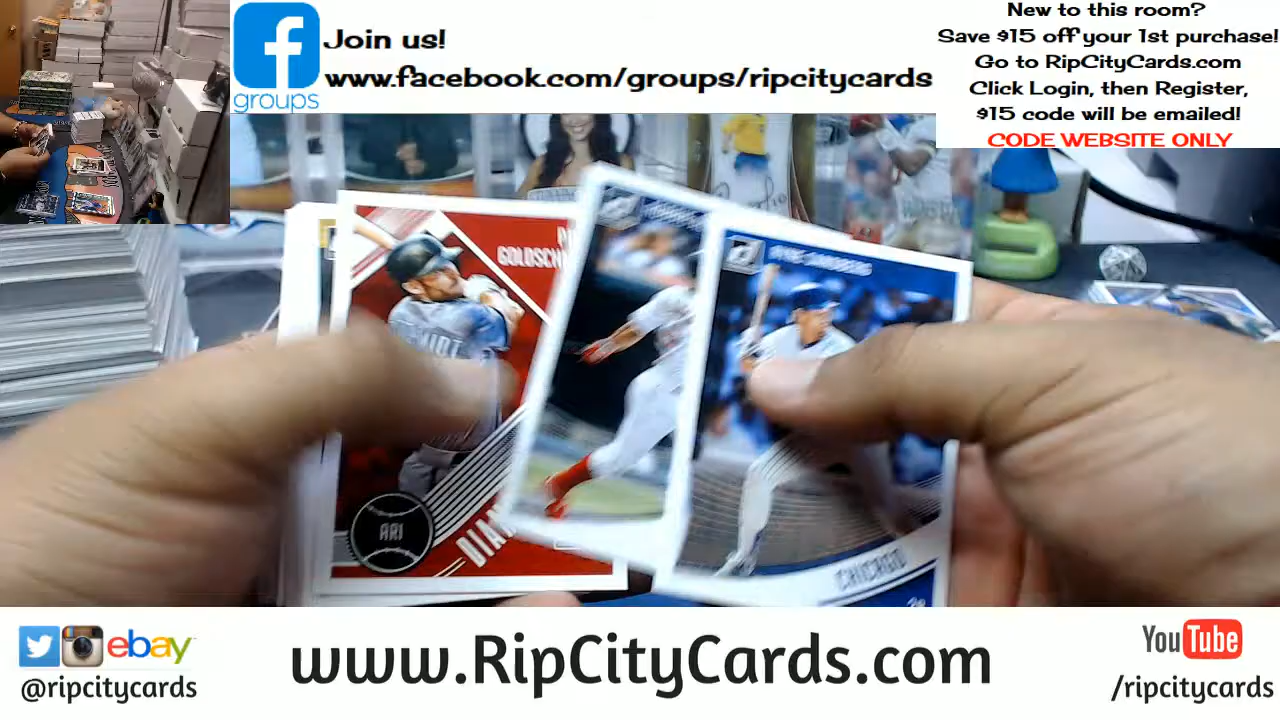 Join us!
www.facebook.com/groups/ripcitycards
groups
New to this room?
Save $15 off your 1st purchase!
Go to RipCityCards.com
Click Login, then Register,
$15 code will be emailed!
CODE WEBSITE ONLY
GOLDSCH
ARI
DIA
CHICAGO
ebay
@ripcitycards
www.RipCityCards.com
YouTube
/ripcitycards